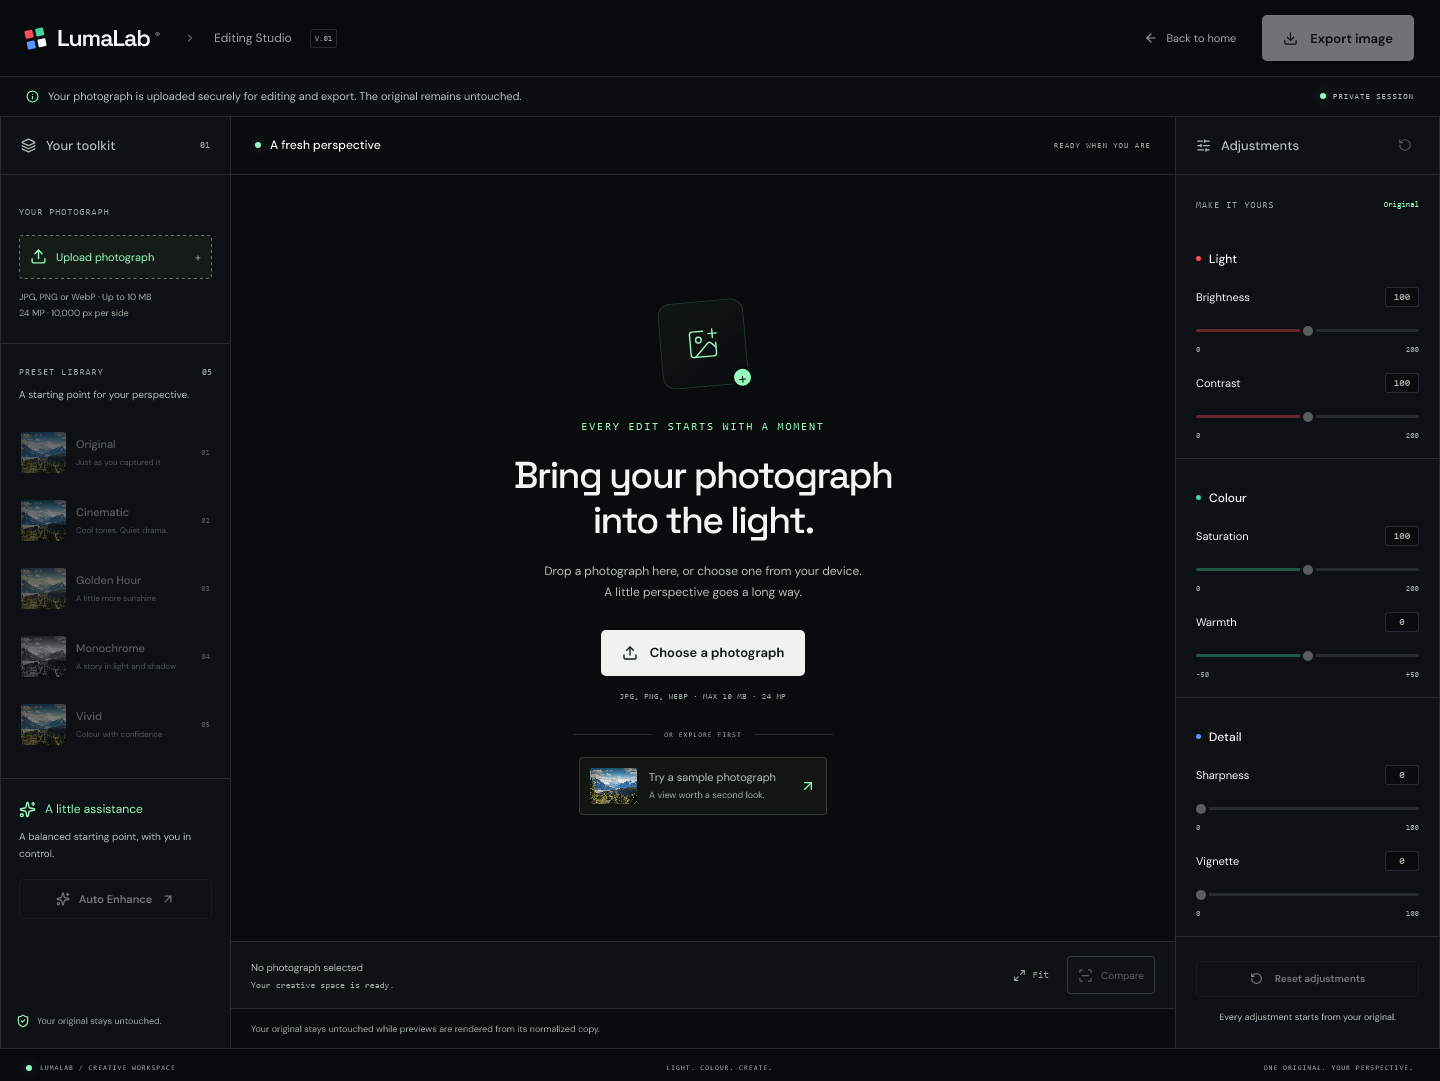 LumaLab®
Editing Studio
V.01
Back to home
Export image
Your photograph is uploaded securely for editing and export. The original remains untouched.
PRIVATE SESSION
Your toolkit
01
YOUR PHOTOGRAPH
Upload photograph
+
JPG, PNG or WebP · Up to 10 MB
24 MP · 10,000 px per side
PRESET LIBRARY
05
A starting point for your perspective.
Original
Just as you captured it
01
Cinematic
Cool tones. Quiet drama.
02
Golden Hour
A little more sunshine
03
Monochrome
A story in light and shadow
04
Vivid
Colour with confidence
05
A little assistance
A balanced starting point, with you in
control.
Auto Enhance
Your original stays untouched.
A fresh perspective
READY WHEN YOU ARE
EVERY EDIT STARTS WITH A MOMENT
Bring your photograph
into the light.
Drop a photograph here, or choose one from your device.
A little perspective goes a long way.
Choose a photograph
JPG, PNG, WEBP · MAX 10 MB · 24 MP
OR EXPLORE FIRST
Try a sample photograph
A view worth a second look.
No photograph selected
Your creative space is ready.
Fit
Compare
Your original stays untouched while previews are rendered from its normalized copy.
Adjustments
MAKE IT YOURS
Original
Light
Brightness
100
0
200
Contrast
100
0
200
Colour
Saturation
100
0
200
Warmth
0
-50
+50
Detail
Sharpness
0
0
100
Vignette
0
0
100
Reset adjustments
Every adjustment starts from your original.
LUMALAB / CREATIVE WORKSPACE
LIGHT. COLOUR. CREATE.
ONE ORIGINAL. YOUR PERSPECTIVE.